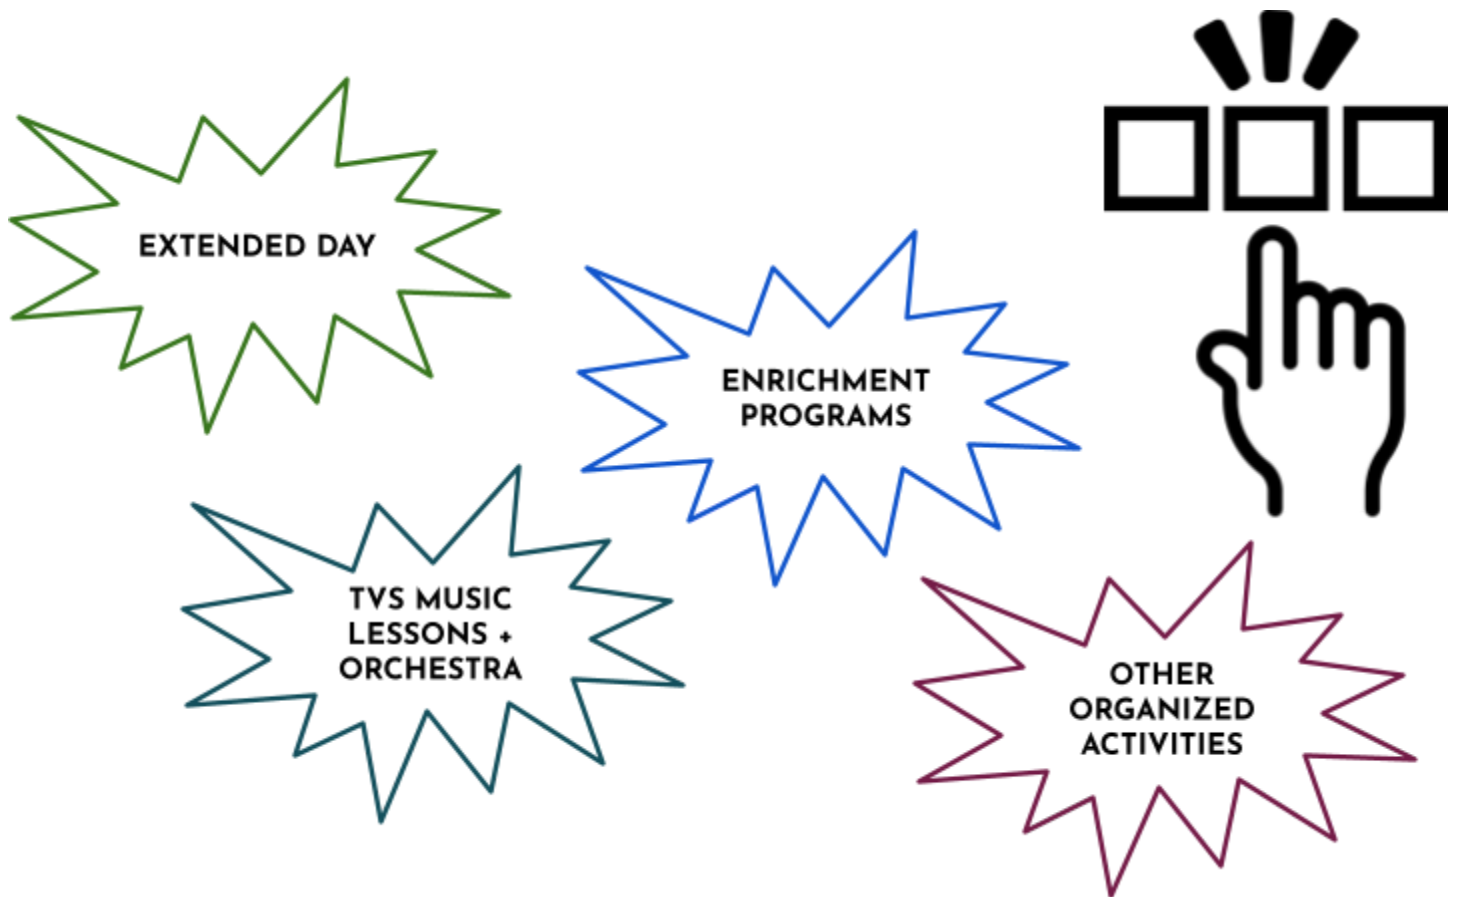 EXTENDED DAY
ENRICHMENT
PROGRAMS
TVS MUSIC
LESSONS +
ORCHESTRA
OTHER
ORGANIZED
ACTIVITIES